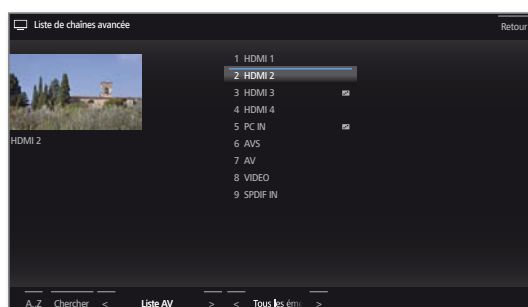 Liste de chaînes avancée
Retour
1 HDMI 1
2 HDMI 2
3 HDMI 3
4 HDMI 4
5 PC IN
6 AVS
7 AV
8 VIDEO
9 SPDIF IN
HDMI 2
A..Z Chercher < Liste AV > < Tous les ém >